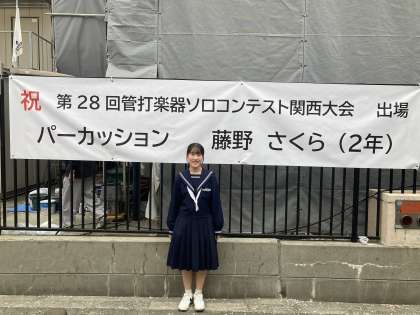 祝 第28回管打楽器ソロコンテスト関西大会 出場
パーカッション 藤野 さくら（2年）